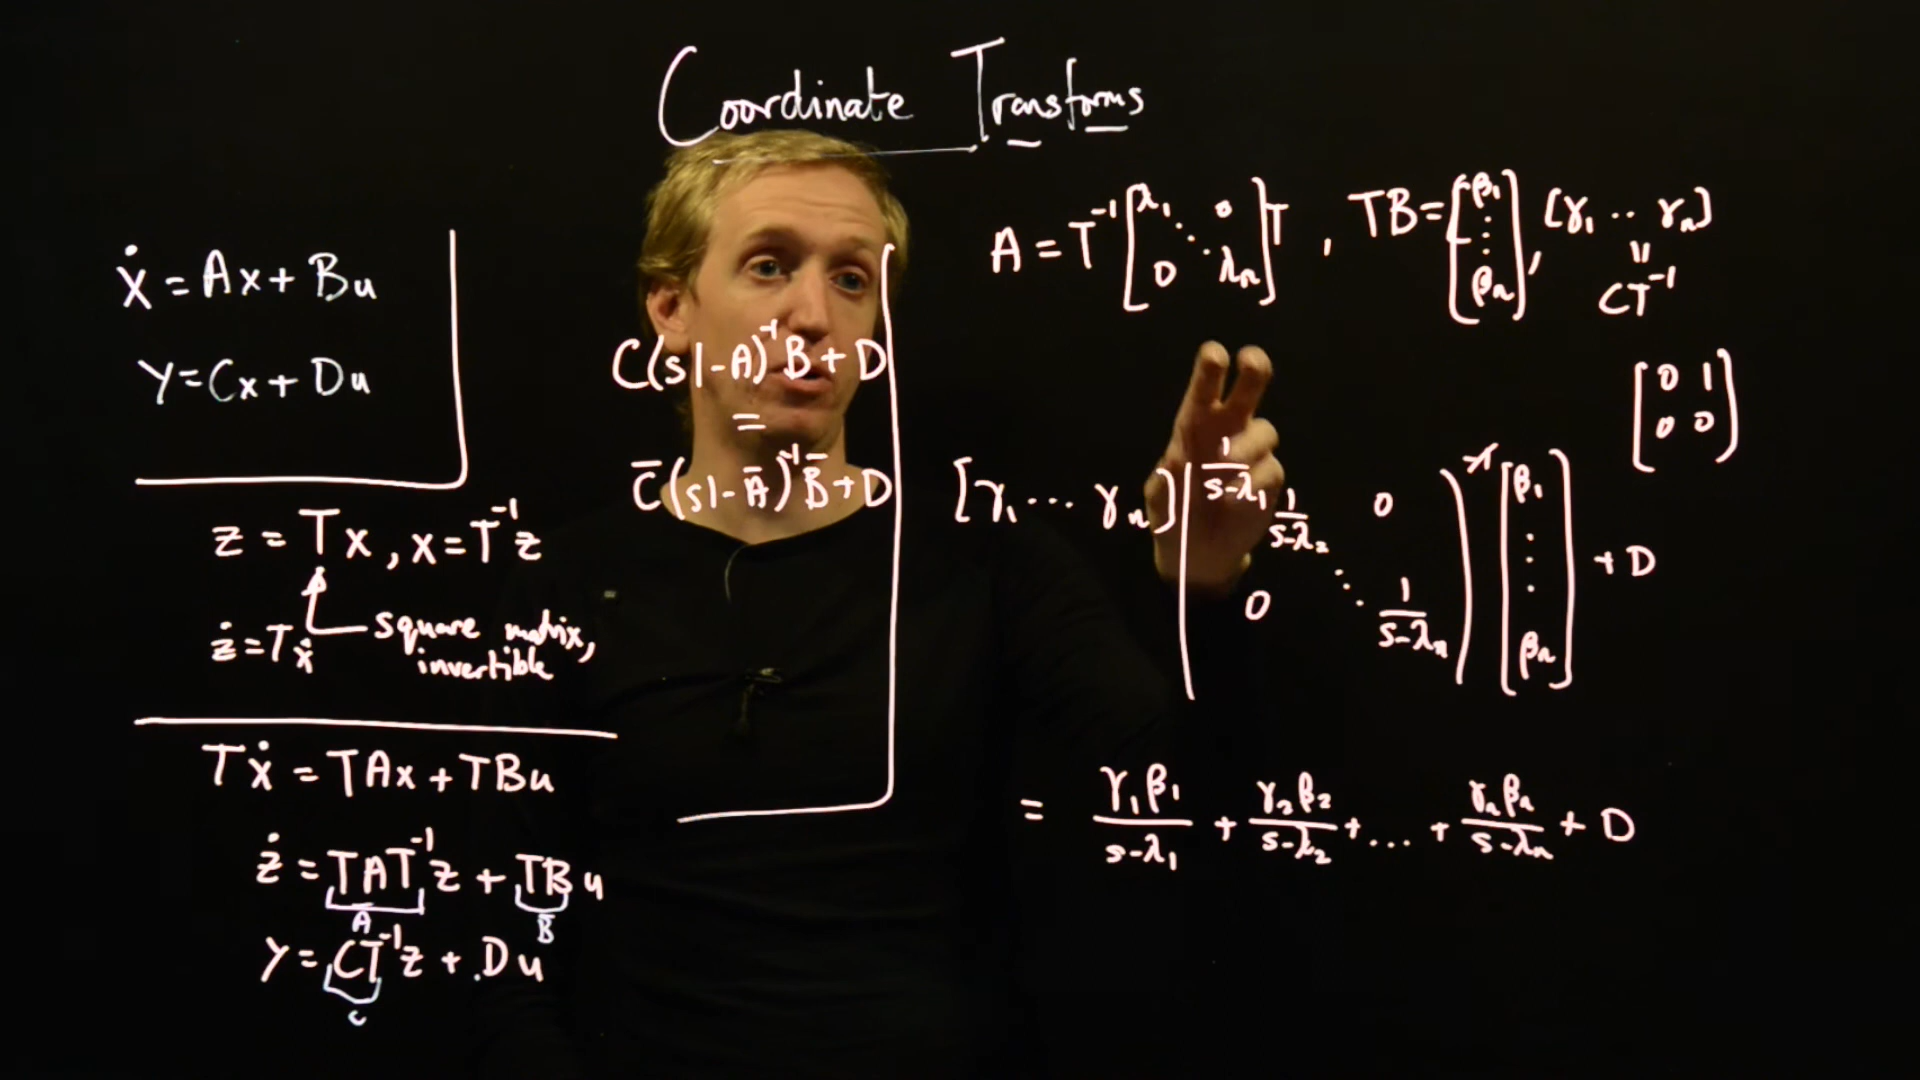 Coordinate Transforms
ẋ = Ax + Bu
y = Cx + Du
z = Tx, x = T⁻¹z
ż = Tẋ
square matrix,
invertible
Tẋ = TAx + TBu
ż = TAT⁻¹z + TBu
Ā B̄
y = CT⁻¹z + Du
C
C(sI-A)⁻¹B + D
=
C̄(sI-Ā)⁻¹B̄ + D
A = T⁻¹ [λ₁ ⋱ 0 0 λₙ] T, TB = [β₁ ⋮ βₙ], [γ₁ ·· γₙ]
=
CT⁻¹
[0 1
0 0]
[γ₁ ... γₙ] [1/(s-λ₁) 1/(s-λ₂) 0 0 ⋱ 1/(s-λₙ)] [β₁ ⋮ βₙ] + D
= γ₁β₁/(s-λ₁) + γ₂β₂/(s-λ₂) + ... + γₙβₙ/(s-λₙ) + D